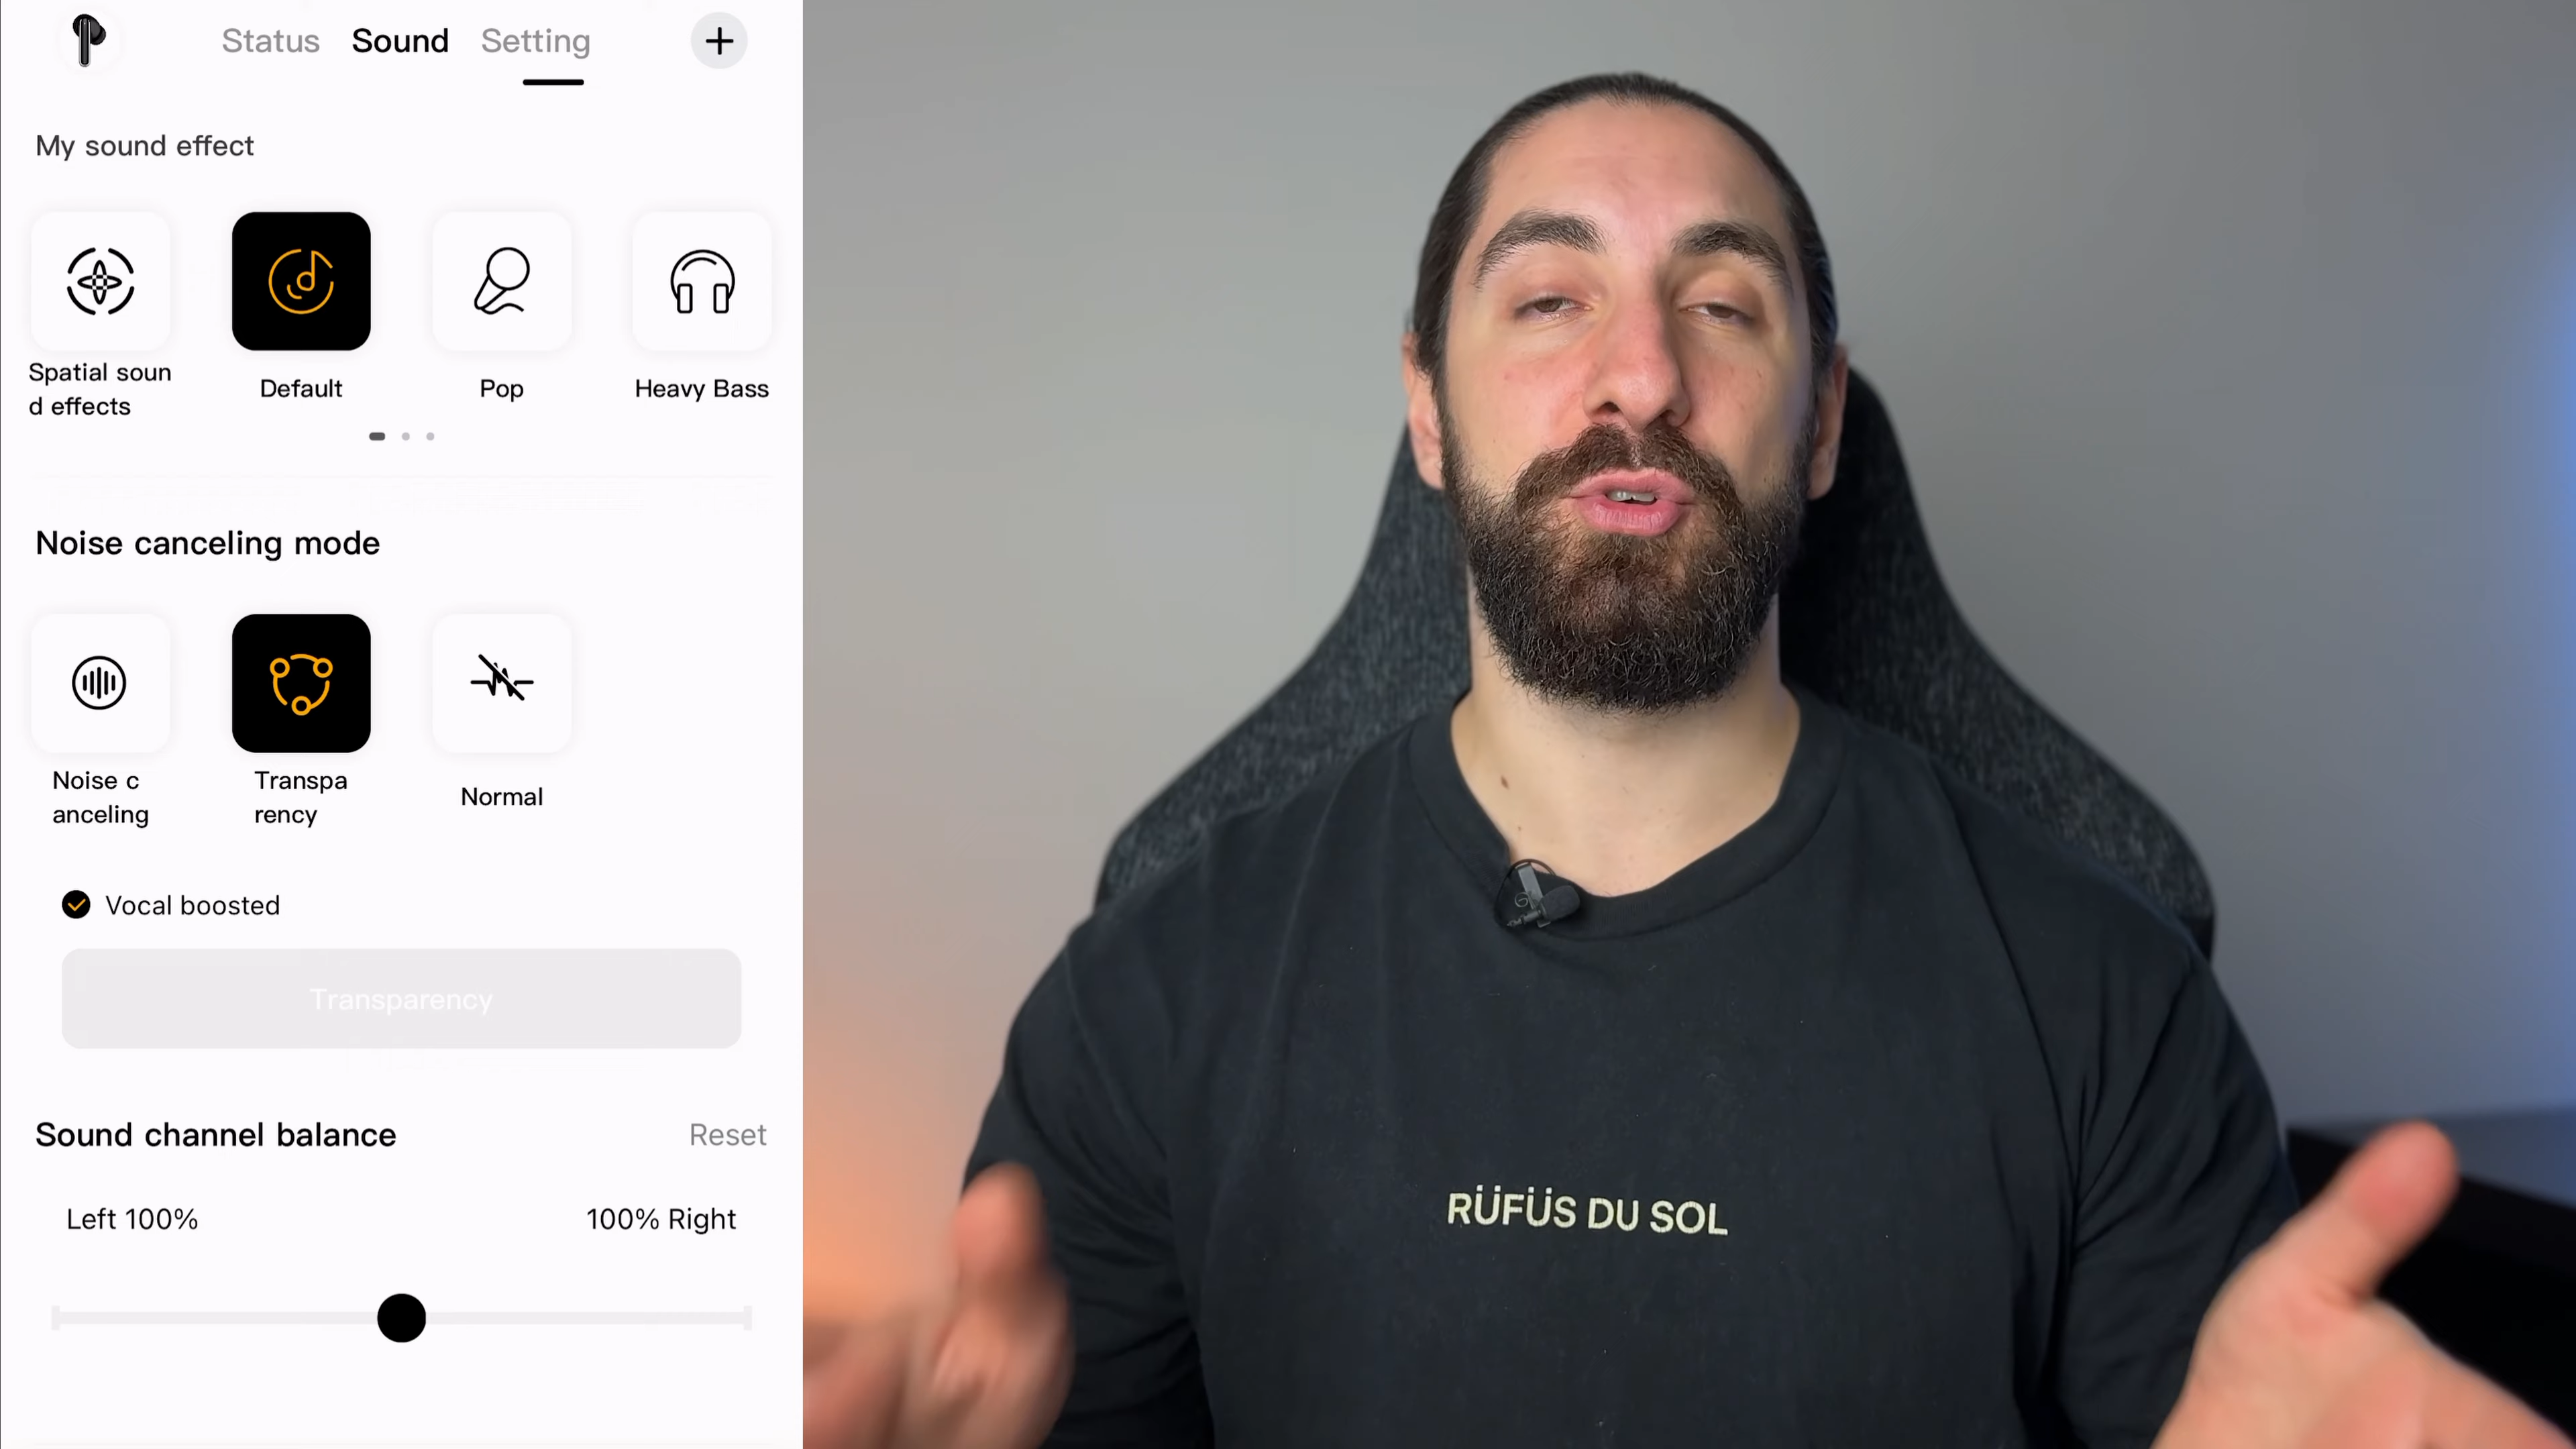 Status Sound Setting
My sound effect
Spatial soun
d effects
Default
Pop
Heavy Bass
Noise canceling mode
Noise c
anceling
Transpa
rency
Normal
Vocal boosted
Transparency
Sound channel balance
Reset
Left 100%
100% Right
RÜFÜS DU SOL